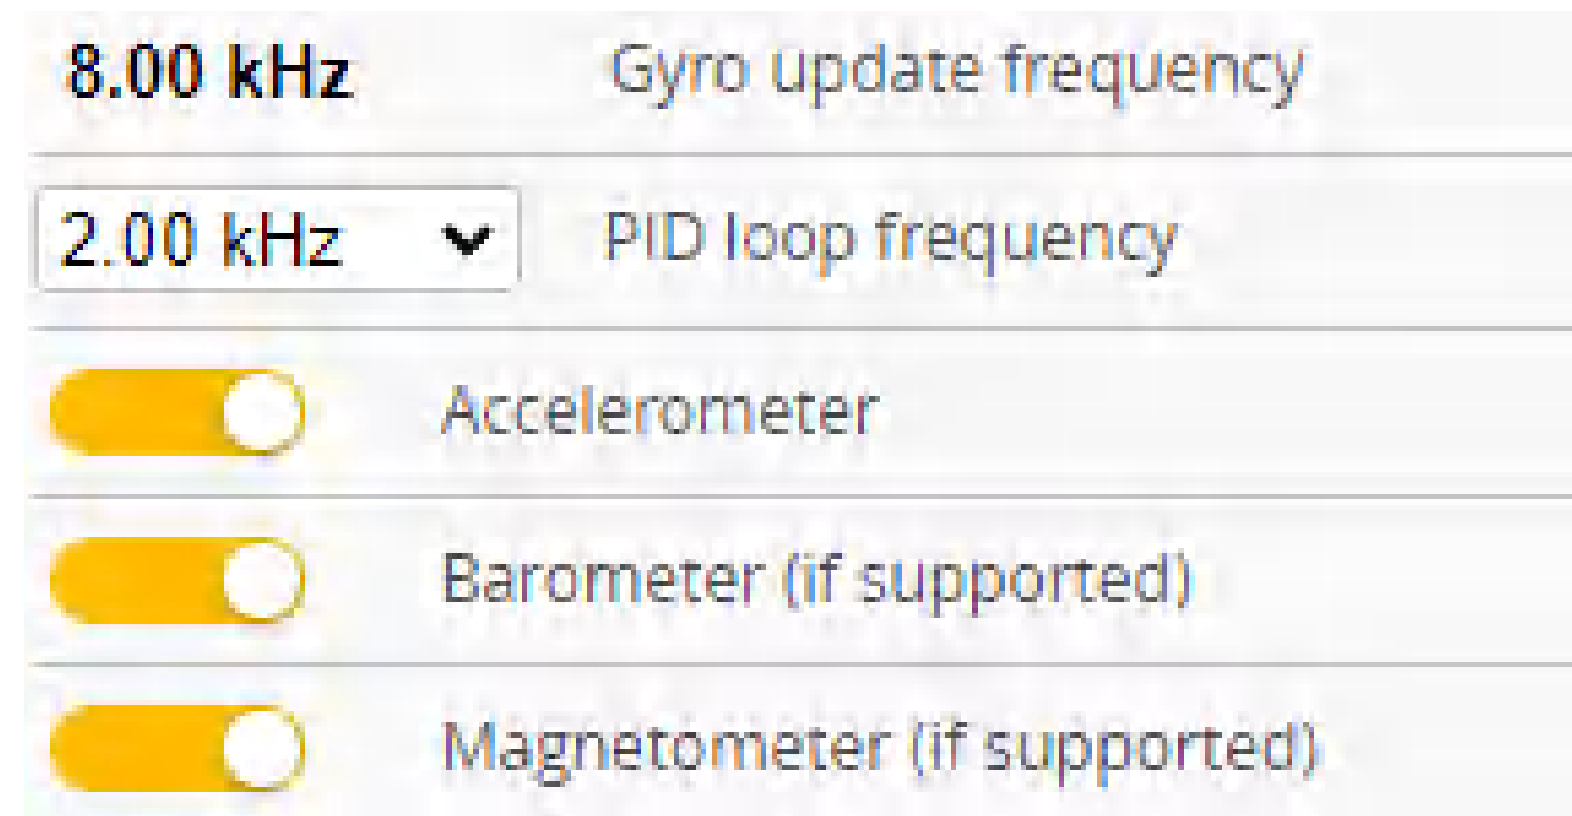 8.00 kHz Gyro update frequency
2.00 kHz PID loop frequency
Accelerometer
Barometer (if supported)
Magnetometer (if supported)